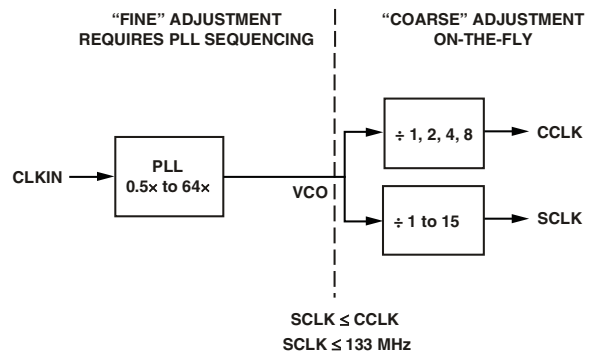 “FINE” ADJUSTMENT
REQUIRES PLL SEQUENCING
“COARSE” ADJUSTMENT
ON-THE-FLY
CLKIN
PLL
0.5× to 64×
VCO
÷ 1, 2, 4, 8
CCLK
÷ 1 to 15
SCLK
SCLK ≤ CCLK
SCLK ≤ 133 MHz